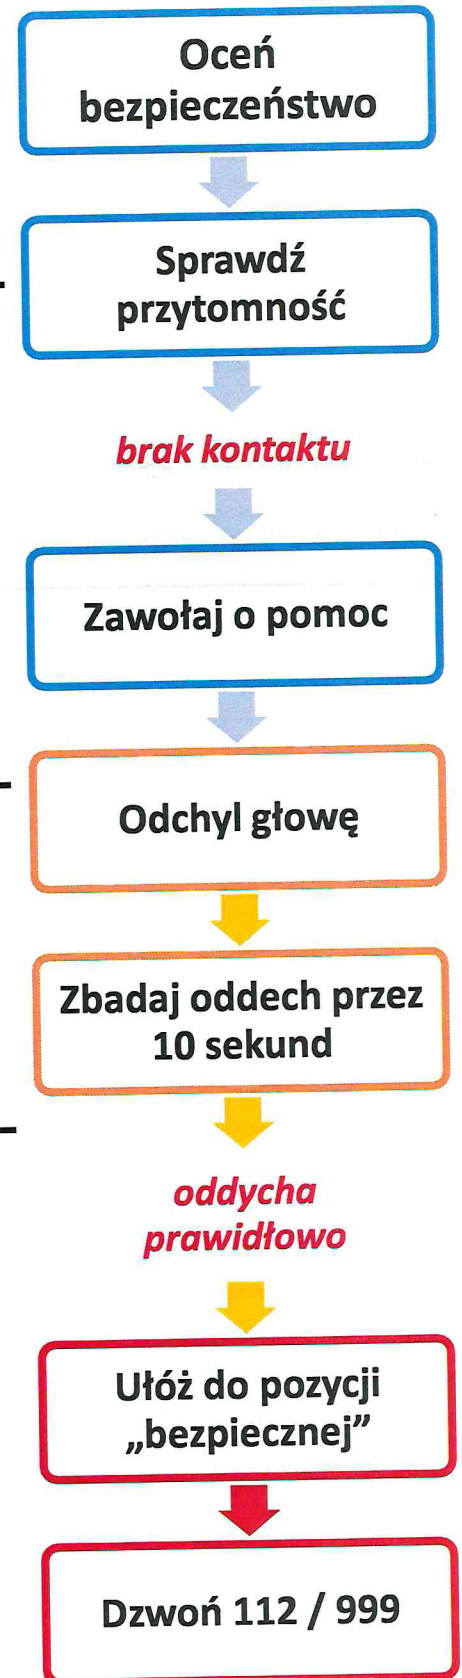 Oceń
bezpieczeństwo
Sprawdź
przytomność
brak kontaktu
Zawołaj o pomoc
Odchyl głowę
Zbadaj oddech przez
10 sekund
oddycha
prawidłowo
Ułóż do pozycji
„bezpiecznej”
Dzwoń 112 / 999